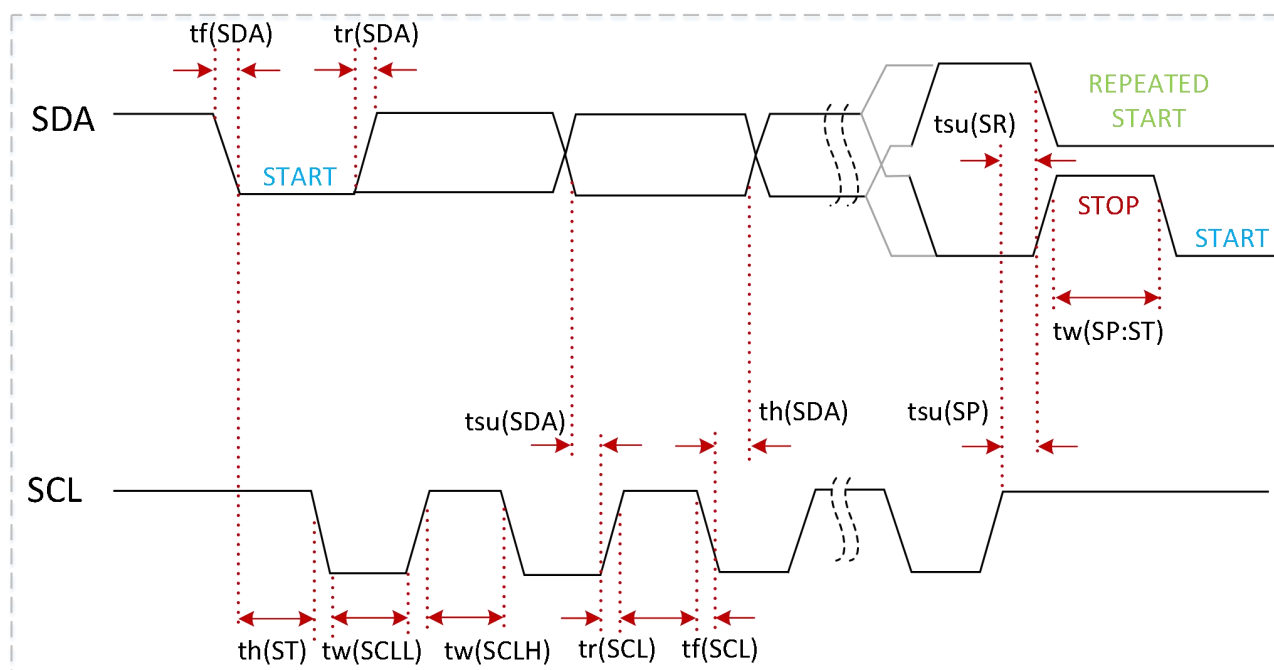 tf(SDA)
tr(SDA)
SDA
START
tsu(SR)
REPEATED
START
STOP
START
tw(SP:ST)
tsu(SDA)
th(SDA)
tsu(SP)
SCL
th(ST)
tw(SCLL)
tw(SCLH)
tr(SCL)
tf(SCL)